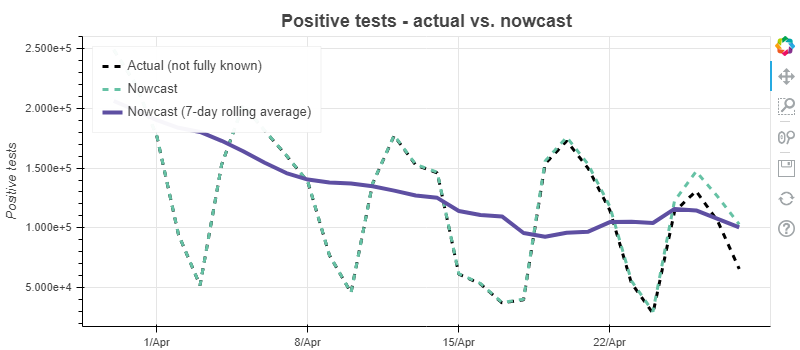 Positive tests - actual vs. nowcast
2.500e+5
2.000e+5
1.500e+5
1.000e+5
5.000e+4
Positive tests
Actual (not fully known)
Nowcast
Nowcast (7-day rolling average)
1/Apr
8/Apr
15/Apr
22/Apr